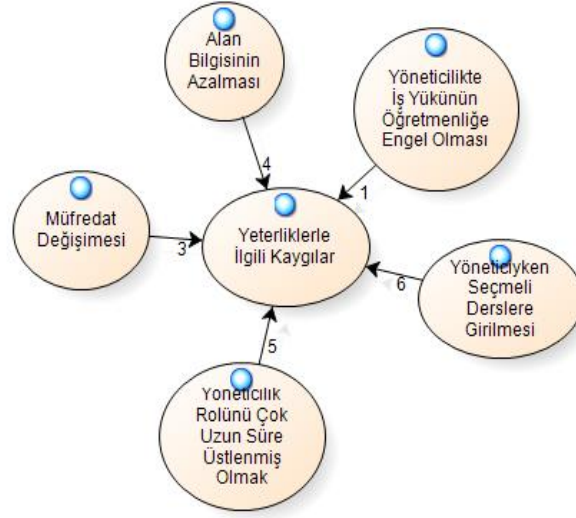 Alan
Bilgisinin
Azalması
Yöneticilikte
İş Yükünün
Öğretmenliğe
Engel Olması
4
1
Müfredat
Değişimesi
3
Yeterliklerle
İlgili Kaygılar
6
Yöneticiyken
Seçmeli
Derslere
Girilmesi
5
Yöneticilik
Rolünü Çok
Uzun Süre
Üstlenmiş
Olmak